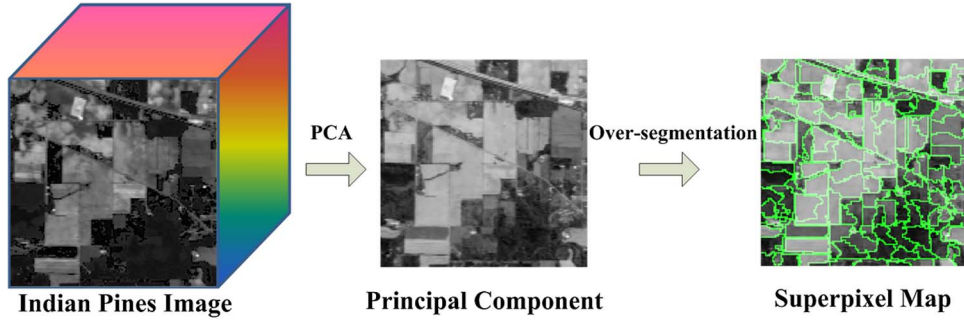 PCA
Over-segmentation
Indian Pines Image
Principal Component
Superpixel Map